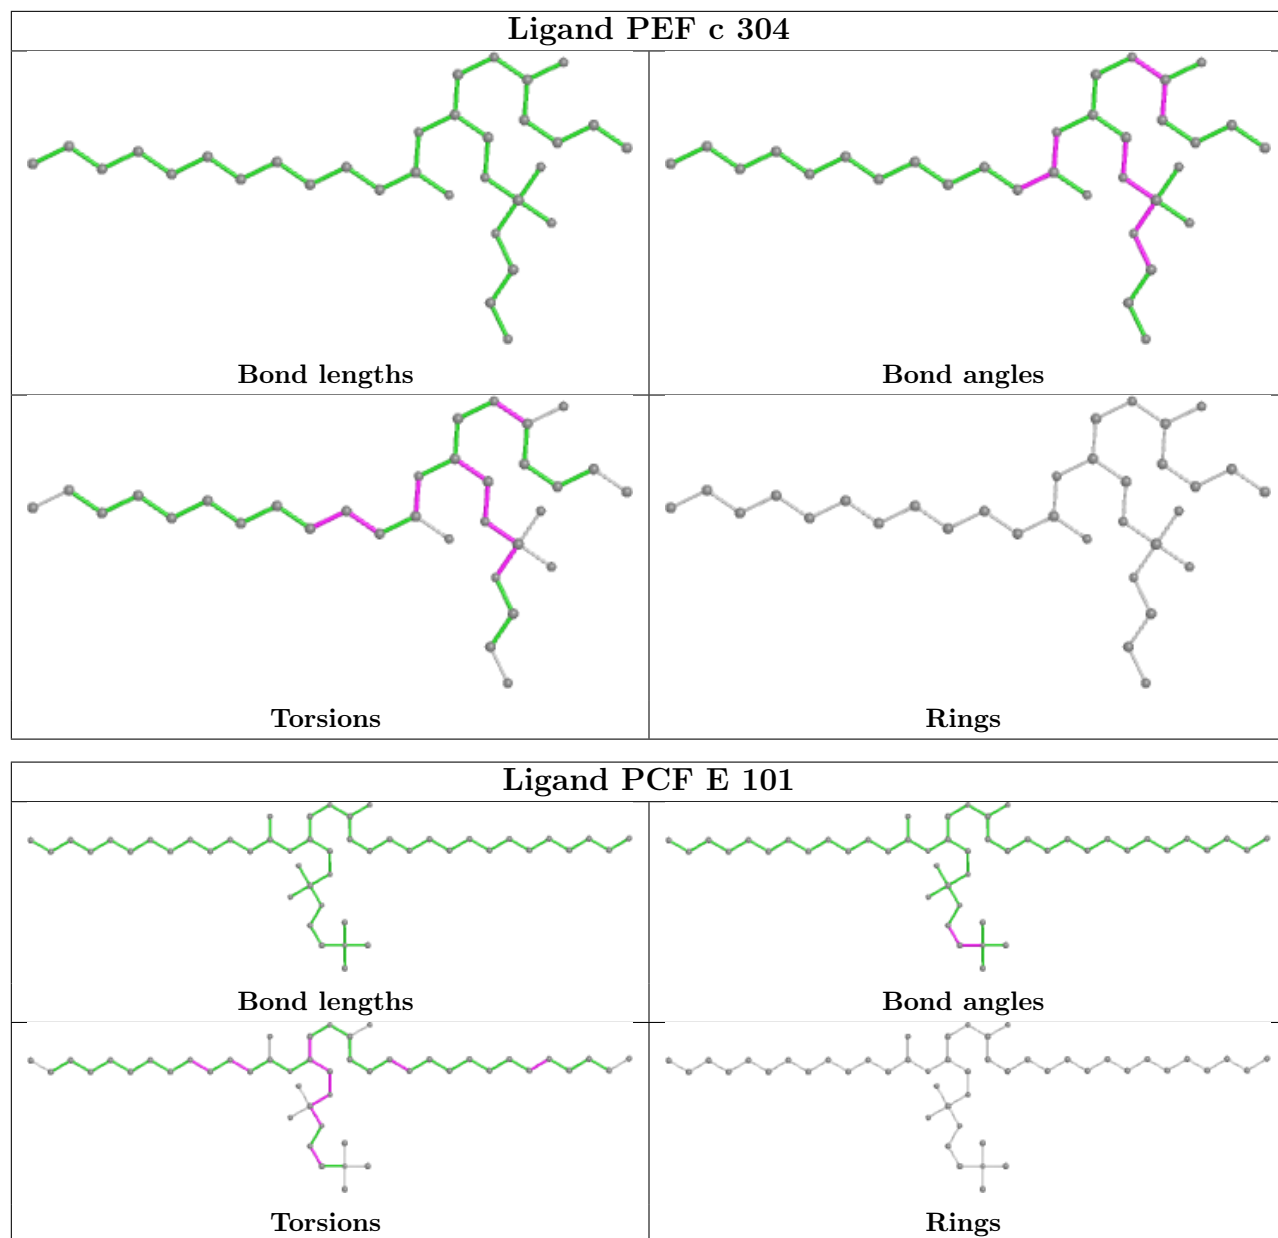 Ligand PEF c 304
Bond lengths
Bond angles
Torsions
Rings
Ligand PCF E 101
Bond lengths
Bond angles
Torsions
Rings